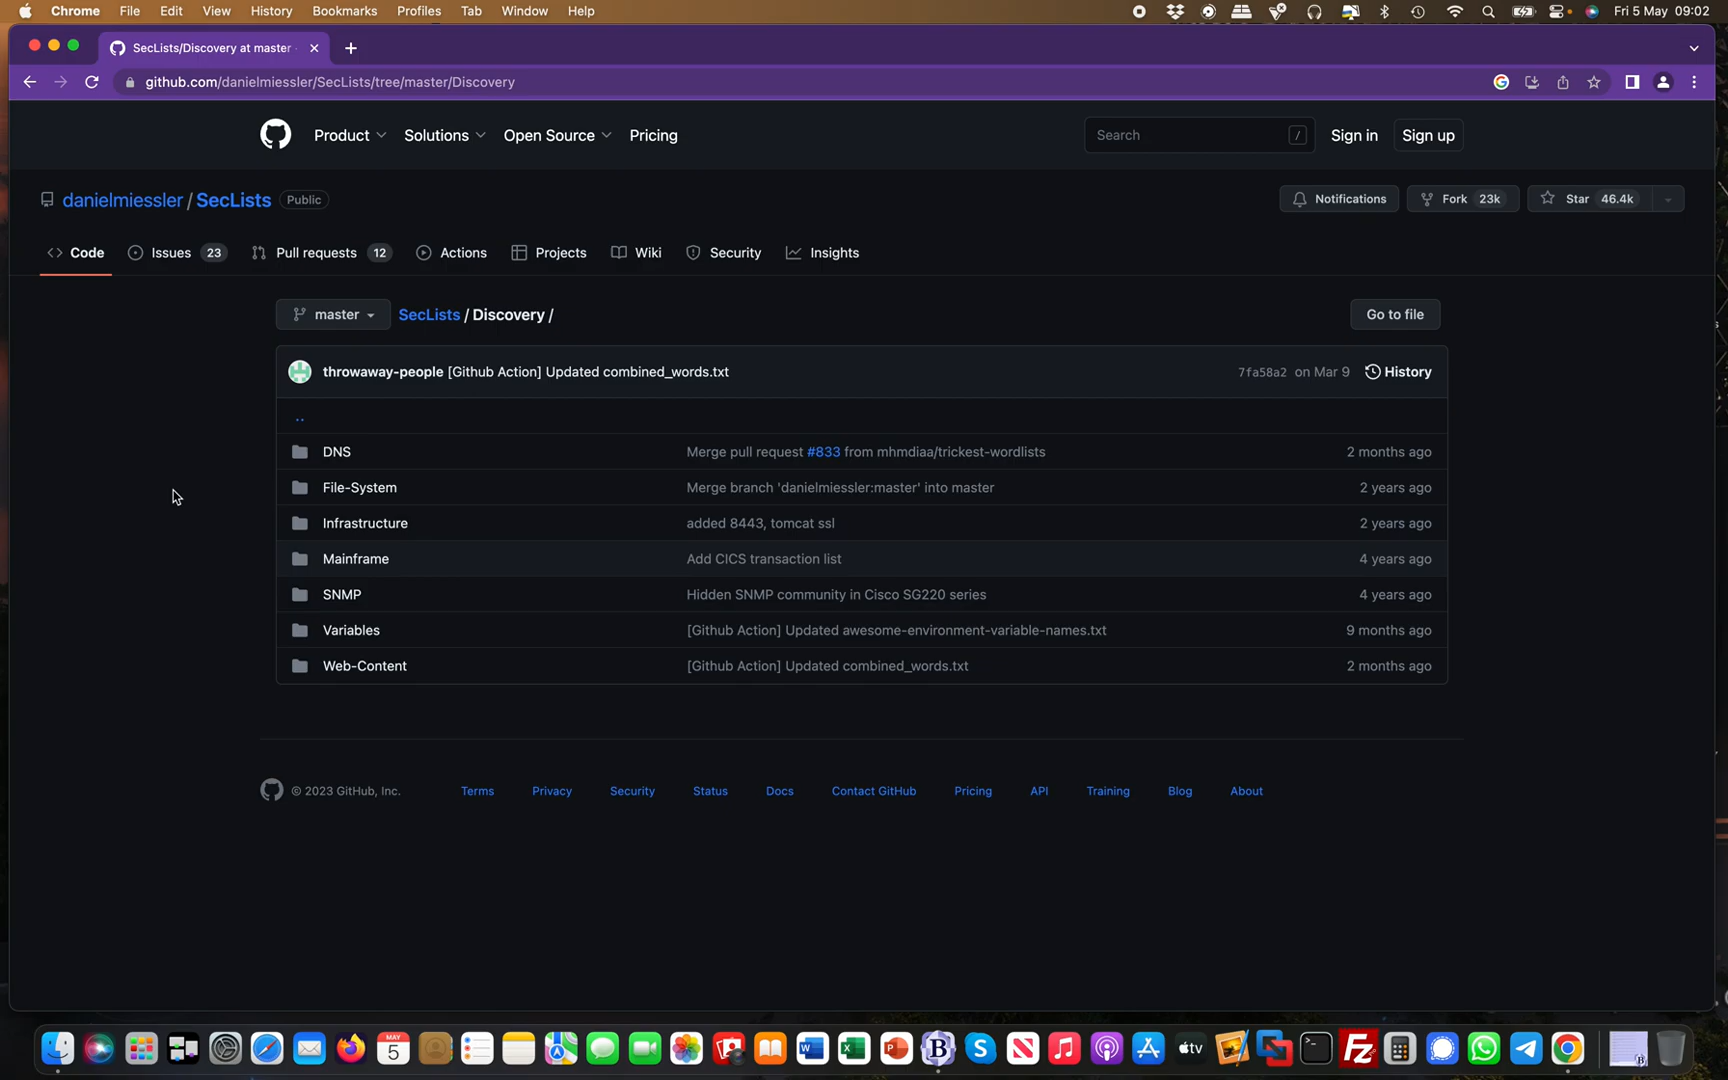 Chrome File Edit View History Bookmarks Profiles Tab Window Help Fri 5 May 09:02
SecLists/Discovery at master
github.com/danielmiessler/SecLists/tree/master/Discovery
Product Solutions Open Source Pricing Search / Sign in Sign up
danielmiessler / SecLists Public Notifications Fork 23k Star 46.4k
Code Issues 23 Pull requests 12 Actions Projects Wiki Security Insights
master SecLists / Discovery / Go to file
throwaway-people [Github Action] Updated combined_words.txt 7fa58a2 on Mar 9 History
..
DNS Merge pull request #833 from mhmdiaa/trickest-wordlists 2 months ago
File-System Merge branch 'danielmiessler:master' into master 2 years ago
Infrastructure added 8443, tomcat ssl 2 years ago
Mainframe Add CICS transaction list 4 years ago
SNMP Hidden SNMP community in Cisco SG220 series 4 years ago
Variables [Github Action] Updated awesome-environment-variable-names.txt 9 months ago
Web-Content [Github Action] Updated combined_words.txt 2 months ago
© 2023 GitHub, Inc. Terms Privacy Security Status Docs Contact GitHub Pricing API Training Blog About
MAY
5 W X P B S tv Fz